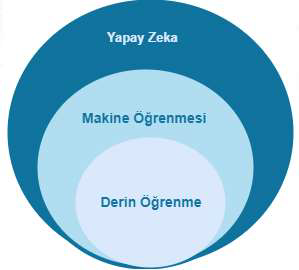 Yapay Zeka
Makine Öğrenmesi
Derin Öğrenme